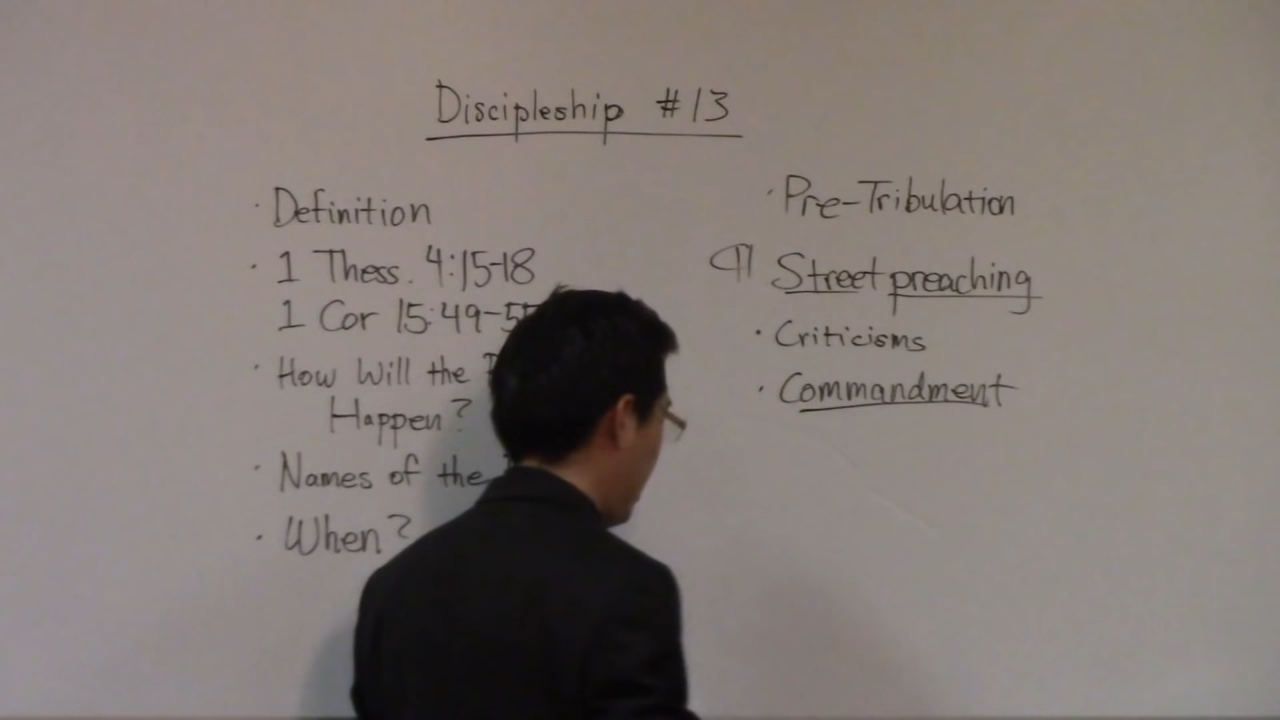 Discipleship #13
· Definition
· 1 Thess. 4:15-18
1 Cor 15:49-5
· How Will the
Happen?
· Names of the
· When?
· Pre-Tribulation
¶ Street preaching
· Criticisms
· Commandment